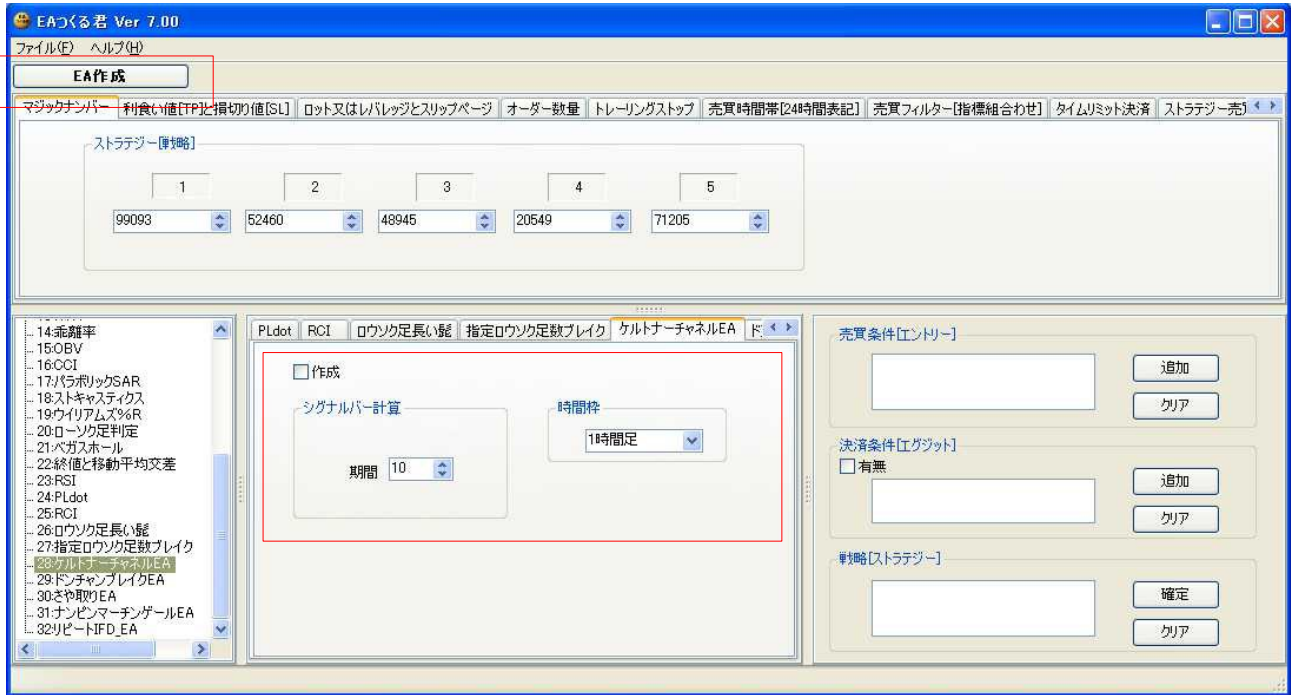 EAつくる君 Ver 7.00
ファイル(F) ヘルプ(H)
EA作成
マジックナンバー 利食い値[TP]と損切り値[SL] ロット又はレバレッジとスリップページ オーダー数量 トレーリングストップ 売買時間帯[24時間表記] 売買フィルター[指標組合わせ] タイムリミット決済 ストラテジー売
ストラテジー[戦略]
1 2 3 4 5
99093 52460 48945 20549 71205
14:乖離率
15:OBV
16:CCI
17:パラボリックSAR
18:ストキャスティクス
19:ウイリアムズ%R
20:ローソク足判定
21:ベガスホール
22:終値と移動平均交差
23:RSI
24:PLdot
25:RCI
26:ロウソク足長い髭
27:指定ロウソク足数ブレイク
28:ケルトナーチャネルEA
29:ドンチャンブレイクEA
30:さや取りEA
31:ナンピンマーチンゲールEA
32:リピートIFD_EA
PLdot RCI ロウソク足長い髭 指定ロウソク足数ブレイク ケルトナーチャネルEA
作成
シグナルバー計算
期間 10
時間枠
1時間足
売買条件[エントリー]
追加
クリア
決済条件[エグジット]
有無
追加
クリア
戦略[ストラテジー]
確定
クリア